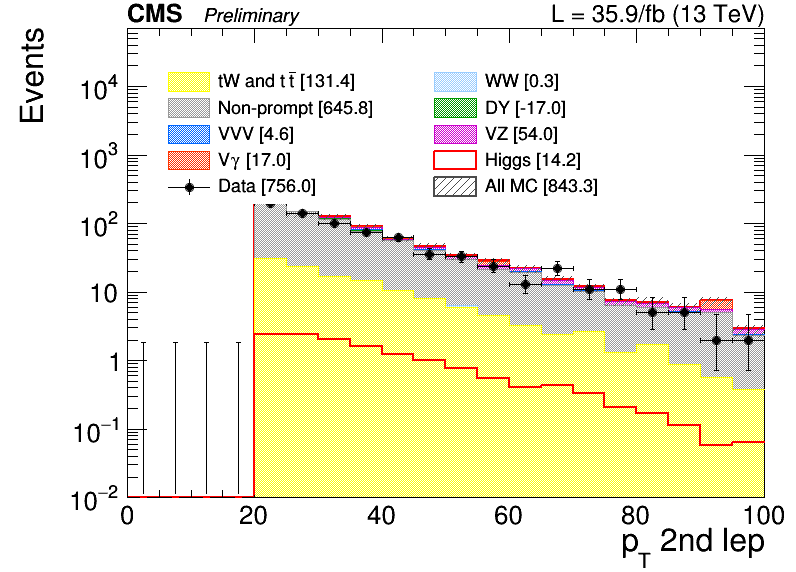 CMS Preliminary L = 35.9/fb (13 TeV)
Events
tW and tt̅ [131.4]
Non-prompt [645.8]
VVV [4.6]
Vγ [17.0]
Data [756.0]
WW [0.3]
DY [-17.0]
VZ [54.0]
Higgs [14.2]
All MC [843.3]
10⁴
10³
10²
10
1
10⁻¹
10⁻²
0 20 40 60 80 100
p_T 2nd lep